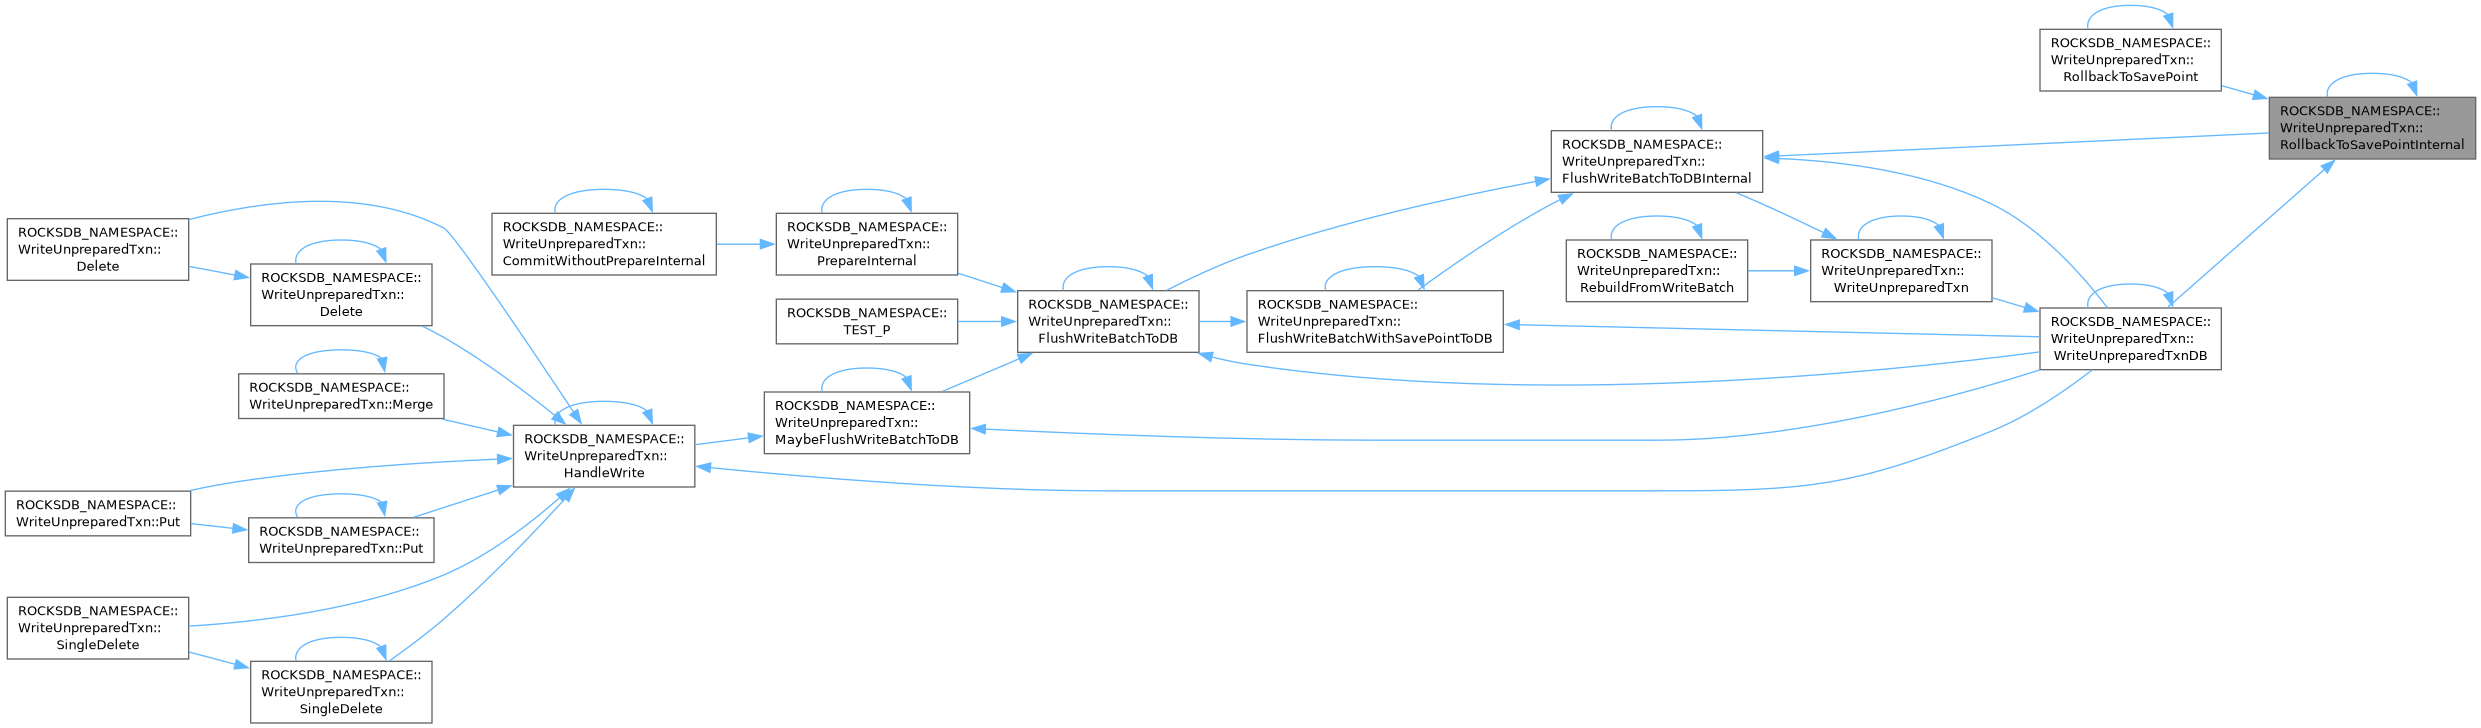 ROCKSDB_NAMESPACE::
WriteUnpreparedTxn::
RollbackToSavePoint
ROCKSDB_NAMESPACE::
WriteUnpreparedTxn::
RollbackToSavePointInternal
ROCKSDB_NAMESPACE::
WriteUnpreparedTxn::
FlushWriteBatchToDBInternal
ROCKSDB_NAMESPACE::
WriteUnpreparedTxn::
CommitWithoutPrepareInternal
ROCKSDB_NAMESPACE::
WriteUnpreparedTxn::
PrepareInternal
ROCKSDB_NAMESPACE::
WriteUnpreparedTxn::
Delete
ROCKSDB_NAMESPACE::
WriteUnpreparedTxn::
Delete
ROCKSDB_NAMESPACE::
WriteUnpreparedTxn::
RebuildFromWriteBatch
ROCKSDB_NAMESPACE::
WriteUnpreparedTxn::
WriteUnpreparedTxn
ROCKSDB_NAMESPACE::
TEST_P
ROCKSDB_NAMESPACE::
WriteUnpreparedTxn::
FlushWriteBatchToDB
ROCKSDB_NAMESPACE::
WriteUnpreparedTxn::
FlushWriteBatchWithSavePointToDB
ROCKSDB_NAMESPACE::
WriteUnpreparedTxn::
WriteUnpreparedTxnDB
ROCKSDB_NAMESPACE::
WriteUnpreparedTxn::Merge
ROCKSDB_NAMESPACE::
WriteUnpreparedTxn::
MaybeFlushWriteBatchToDB
ROCKSDB_NAMESPACE::
WriteUnpreparedTxn::
HandleWrite
ROCKSDB_NAMESPACE::
WriteUnpreparedTxn::Put
ROCKSDB_NAMESPACE::
WriteUnpreparedTxn::Put
ROCKSDB_NAMESPACE::
WriteUnpreparedTxn::
SingleDelete
ROCKSDB_NAMESPACE::
WriteUnpreparedTxn::
SingleDelete